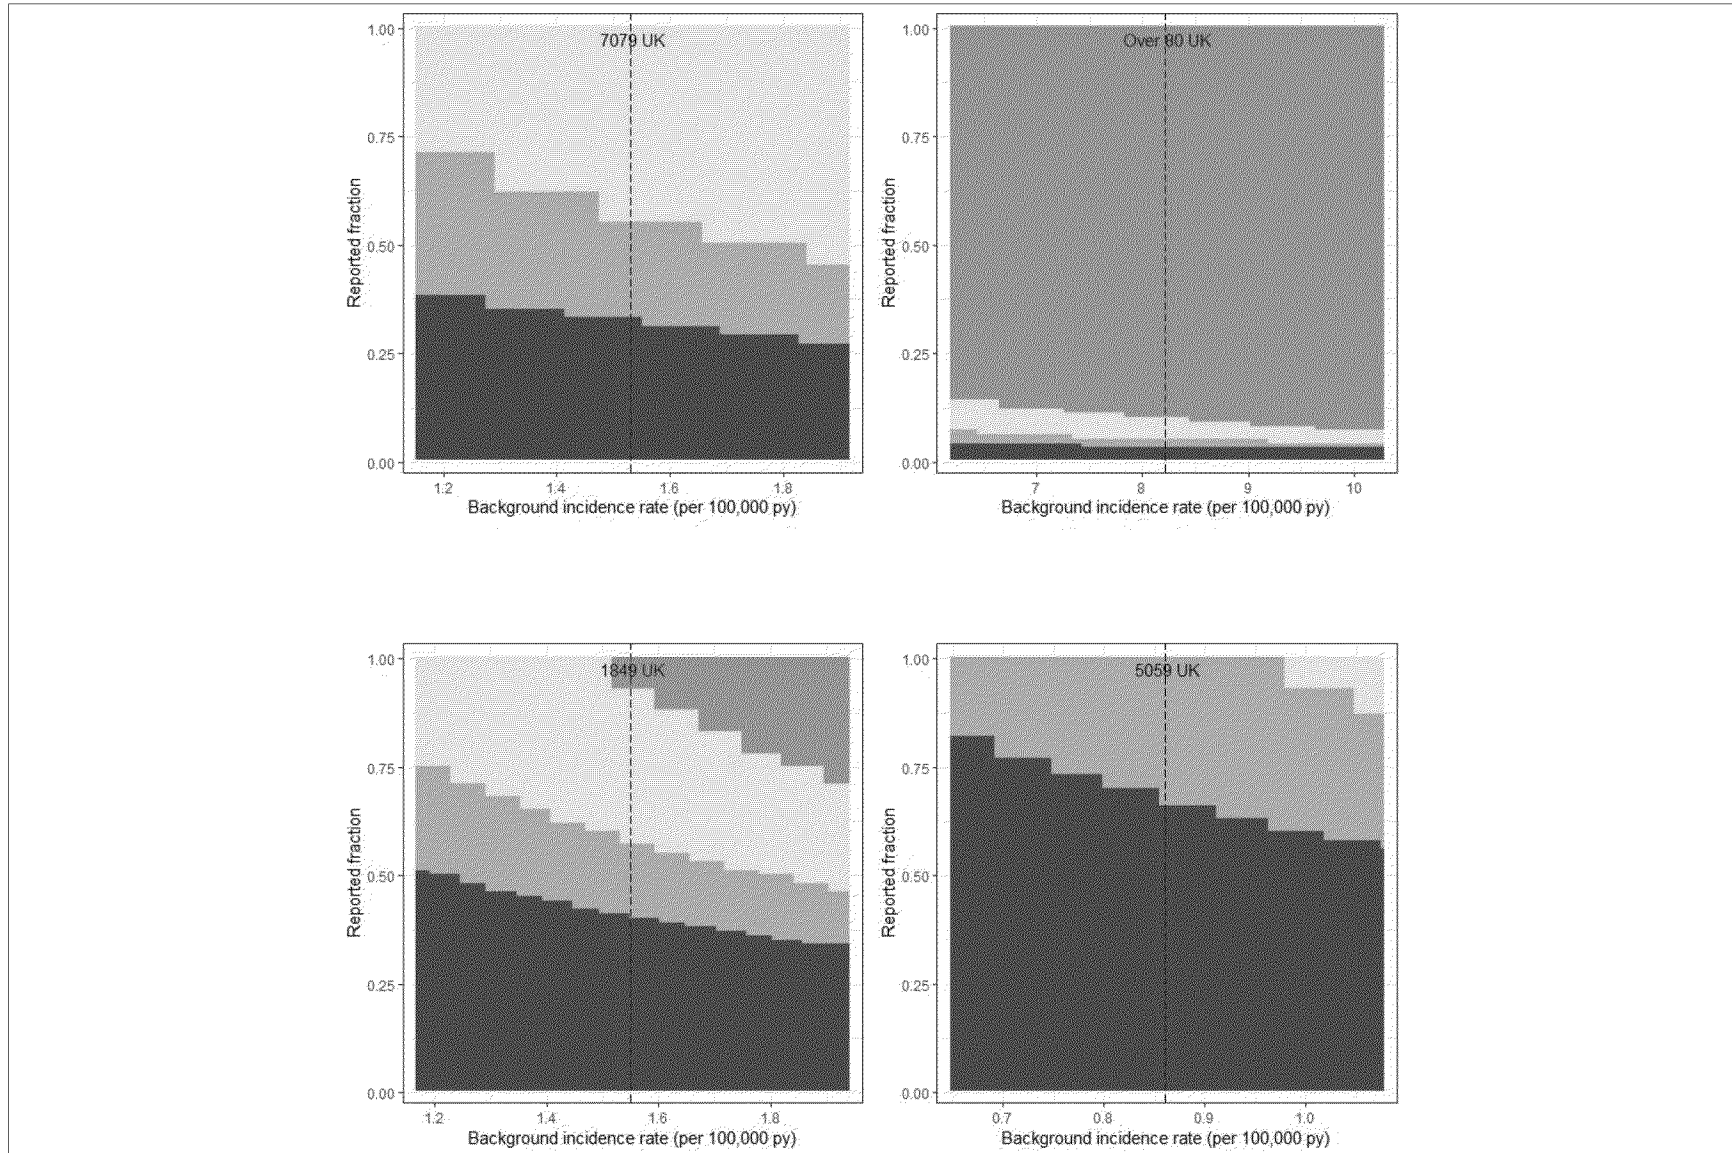 7079 UK
1.00
0.75
0.50
0.25
0.00
Reported fraction
1.2 1.4 1.6 1.8
Background incidence rate (per 100,000 py)
Over 80 UK
1.00
0.75
0.50
0.25
0.00
Reported fraction
7 8 9 10
Background incidence rate (per 100,000 py)
1849 UK
1.00
0.75
0.50
0.25
0.00
Reported fraction
1.2 1.4 1.6 1.8
Background incidence rate (per 100,000 py)
5059 UK
1.00
0.75
0.50
0.25
0.00
Reported fraction
0.7 0.8 0.9 1.0
Background incidence rate (per 100,000 py)